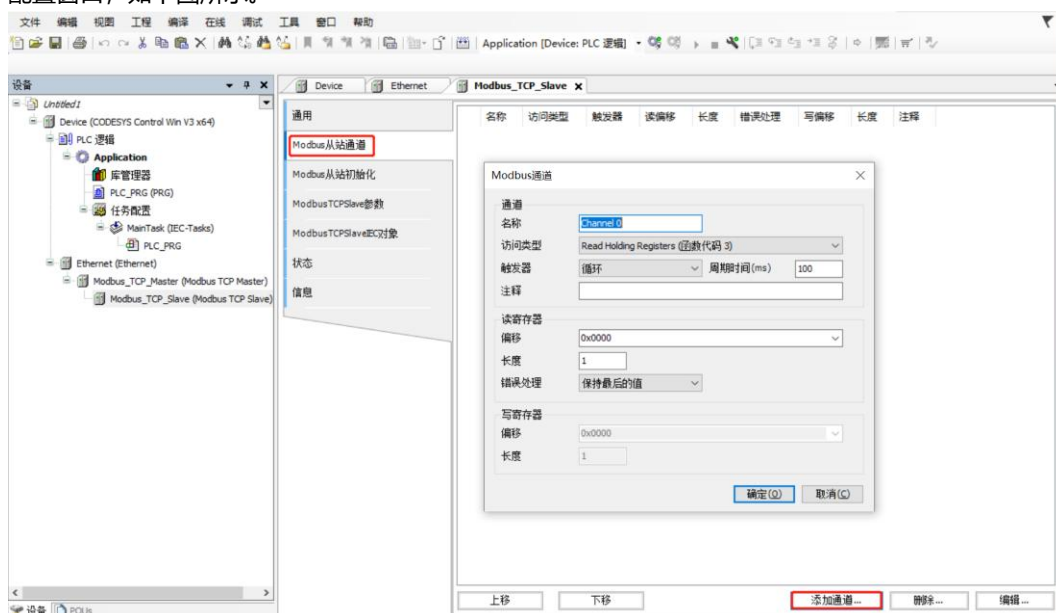 配置窗口，如下图所示。
文件 编辑 视图 工程 编译 在线 调试 工具 窗口 帮助
Application [Device: PLC 逻辑]
设备
Device Ethernet Modbus_TCP_Slave
Untitled1
Device (CODESYS Control Win V3 x64)
PLC 逻辑
Application
库管理器
PLC_PRG (PRG)
任务配置
MainTask (IEC-Tasks)
PLC_PRG
Ethernet (Ethernet)
Modbus_TCP_Master (Modbus TCP Master)
Modbus_TCP_Slave (Modbus TCP Slave)
通用
Modbus从站通道
Modbus从站初始化
ModbusTCPSlave参数
ModbusTCPSlaveIEC对象
状态
信息
名称 访问类型 触发器 读偏移 长度 错误处理 写偏移 长度 注释
Modbus通道
通道
名称 Channel 0
访问类型 Read Holding Registers (函数代码 3)
触发器 循环 周期时间(ms) 100
注释
读寄存器
偏移 0x0000
长度 1
错误处理 保持最后的值
写寄存器
偏移 0x0000
长度 1
确定(O) 取消(C)
上移 下移 添加通道... 删除... 编辑...
设备 POUs